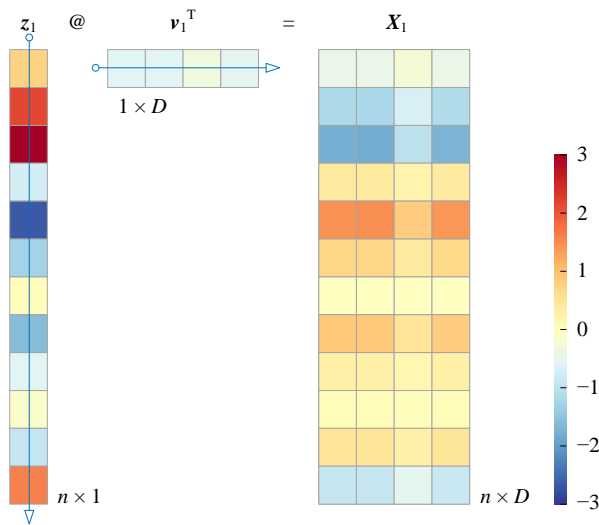 z₁ @ v₁ᵀ = X₁
1 × D
3
2
1
0
−1
−2
−3
n × 1
n × D